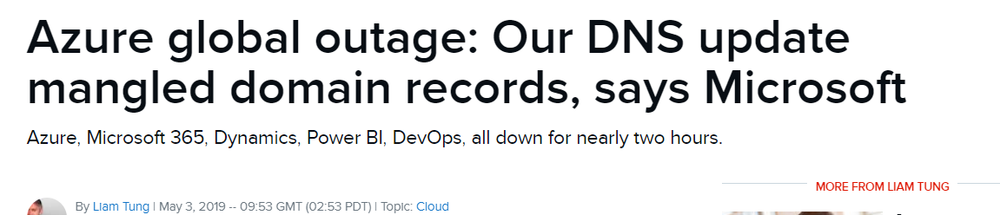 Azure global outage: Our DNS update
mangled domain records, says Microsoft
Azure, Microsoft 365, Dynamics, Power BI, DevOps, all down for nearly two hours.
MORE FROM LIAM TUNG
By Liam Tung | May 3, 2019 -- 09:53 GMT (02:53 PDT) | Topic: Cloud